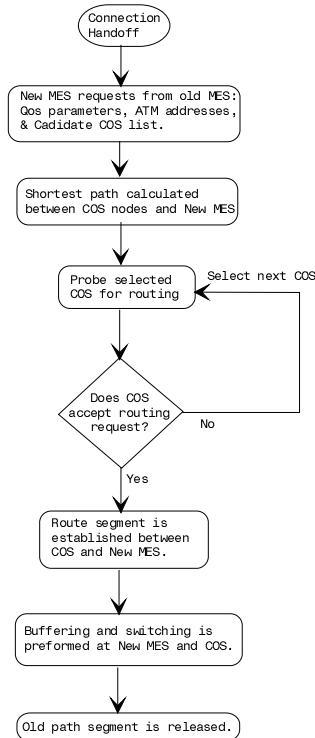 Connection
Handoff
New MES requests from old MES:
Qos parameters, ATM addresses,
& Cadidate COS list.
Shortest path calculated
between COS nodes and New MES
Probe selected
COS for routing
Select next COS
Does COS
accept routing
request?
No
Yes
Route segment is
established between
COS and New MES.
Buffering and switching is
preformed at New MES and COS.
Old path segment is released.